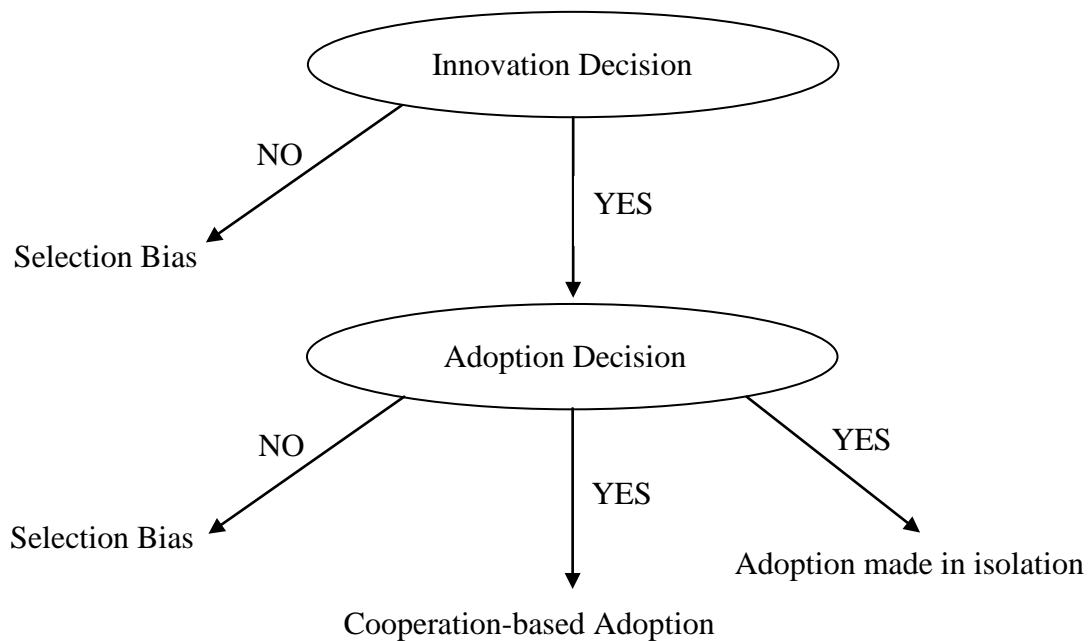 Innovation Decision
NO
YES
Selection Bias
Adoption Decision
NO
YES
YES
Selection Bias
Adoption made in isolation
Cooperation-based Adoption